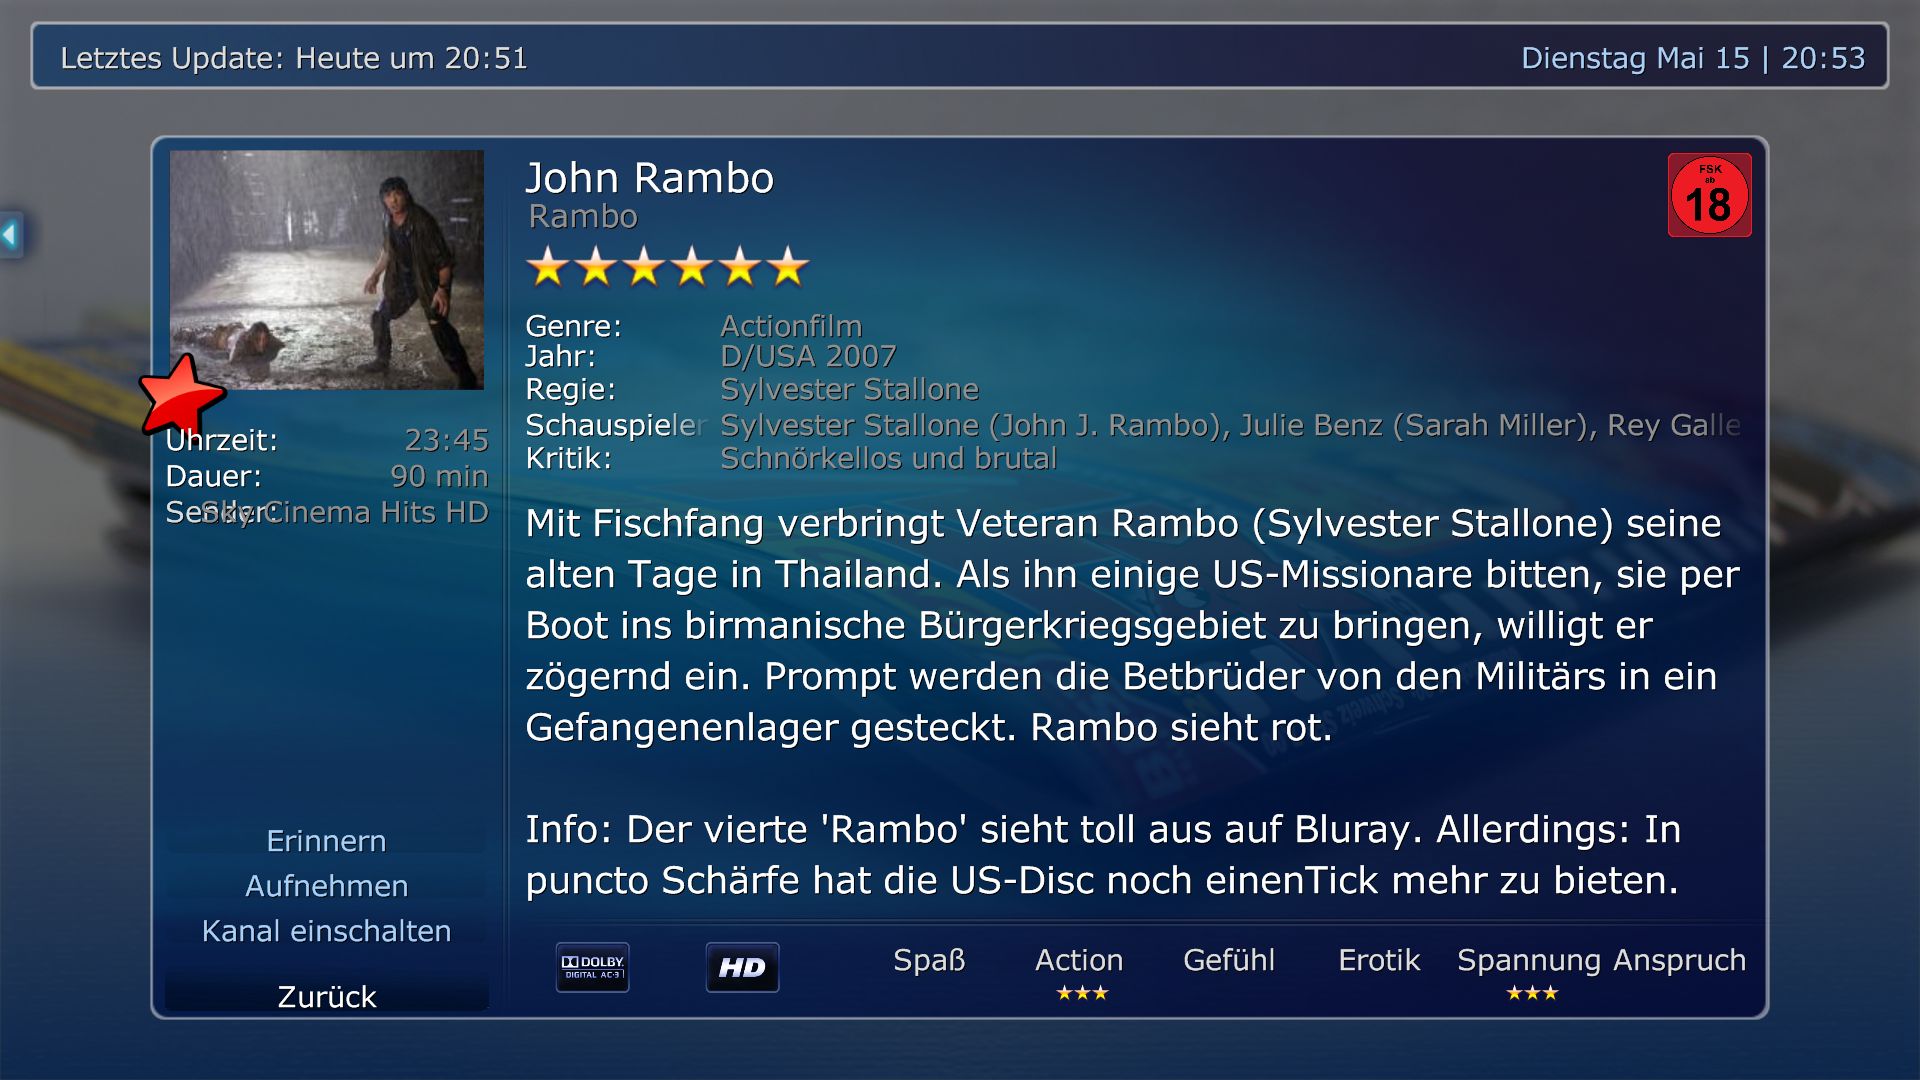 Letztes Update: Heute um 20:51
Dienstag Mai 15 | 20:53
John Rambo
Rambo
FSK
ab
18
Genre: Actionfilm
Jahr: D/USA 2007
Regie: Sylvester Stallone
Schauspieler Sylvester Stallone (John J. Rambo), Julie Benz (Sarah Miller), Rey Galle
Kritik: Schnörkellos und brutal
Uhrzeit: 23:45
Dauer: 90 min
Sender: Sky Cinema Hits HD
Mit Fischfang verbringt Veteran Rambo (Sylvester Stallone) seine
alten Tage in Thailand. Als ihn einige US-Missionare bitten, sie per
Boot ins birmanische Bürgerkriegsgebiet zu bringen, willigt er
zögernd ein. Prompt werden die Betbrüder von den Militärs in ein
Gefangenenlager gesteckt. Rambo sieht rot.
Info: Der vierte 'Rambo' sieht toll aus auf Bluray. Allerdings: In
puncto Schärfe hat die US-Disc noch einenTick mehr zu bieten.
Erinnern
Aufnehmen
Kanal einschalten
Zurück
DOLBY
DIGITAL AC-3
HD
Spaß Action Gefühl Erotik Spannung Anspruch